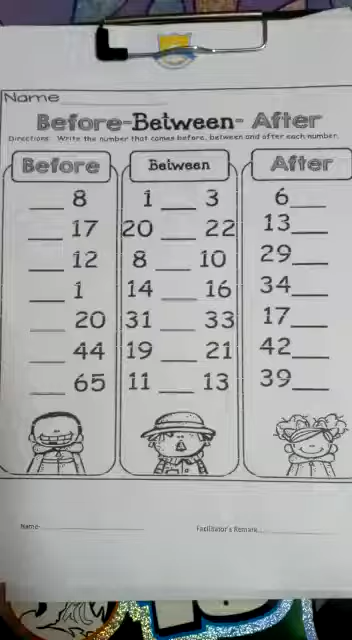 Name
Before-Between- After
Directions: Write the number that comes before, between and after each number.
Before Between After
___ 8 1 ___ 3 6___
___ 17 20 ___ 22 13___
___ 12 8 ___ 10 29___
___ 1 14 ___ 16 34___
___ 20 31 ___ 33 17___
___ 44 19 ___ 21 42___
___ 65 11 ___ 13 39___
Name- Facilitator's Remark